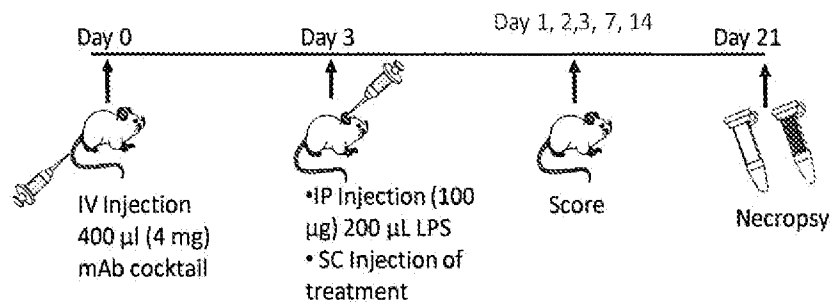 Day 0
Day 3
Day 1, 2,3, 7, 14
Day 21
IV Injection
400 µl (4 mg)
mAb cocktail
•IP Injection (100
µg) 200 µL LPS
• SC Injection of
treatment
Score
Necropsy